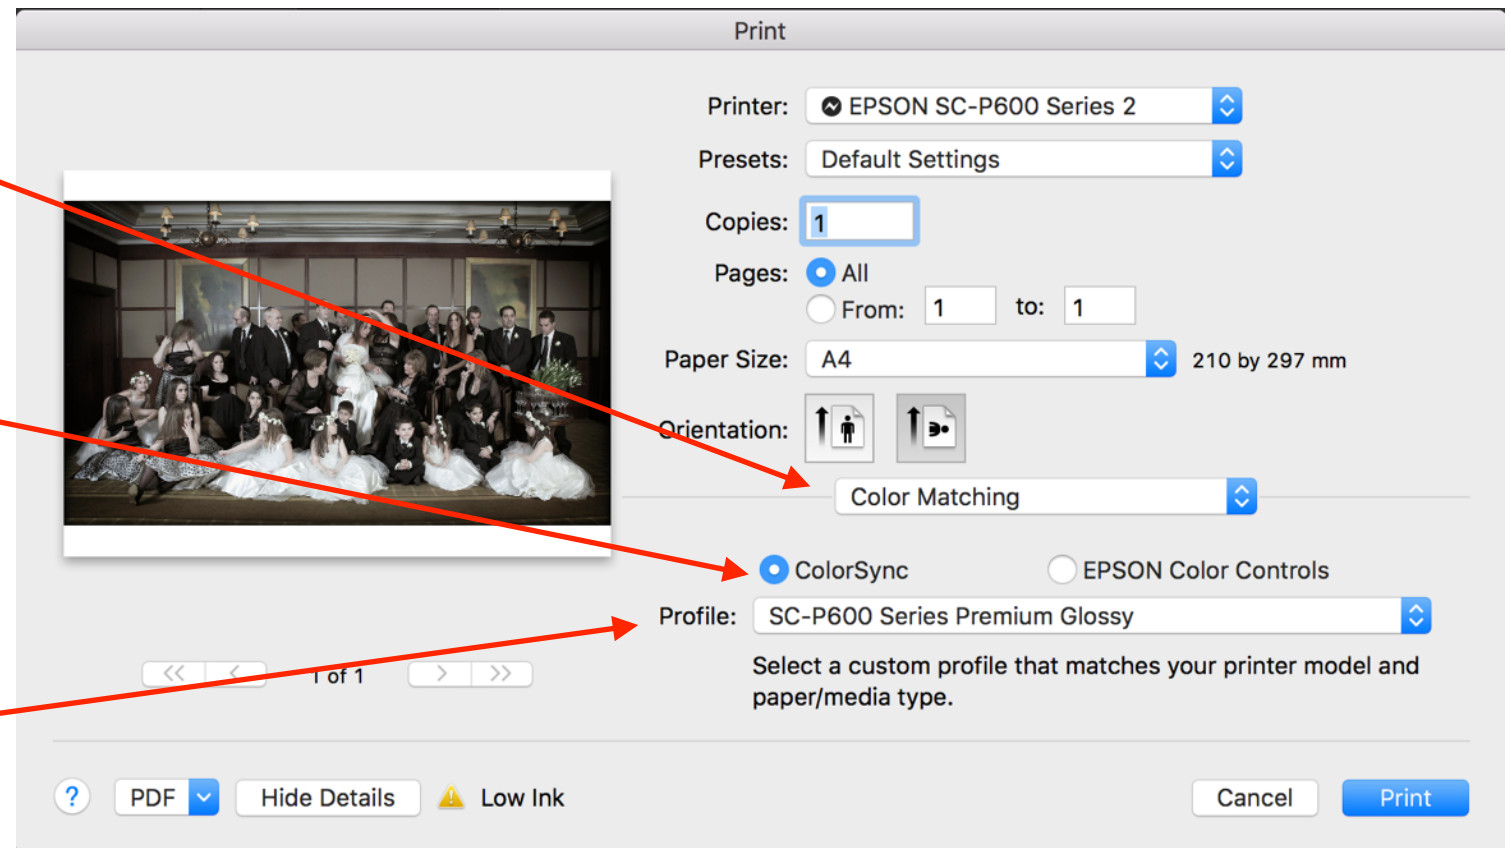 Print
Printer: EPSON SC-P600 Series 2
Presets: Default Settings
Copies: 1
Pages: All
From: 1 to: 1
Paper Size: A4 210 by 297 mm
Orientation:
Color Matching
ColorSync EPSON Color Controls
Profile: SC-P600 Series Premium Glossy
Select a custom profile that matches your printer model and
paper/media type.
<< < 1 of 1 > >>
? PDF Hide Details Low Ink Cancel Print